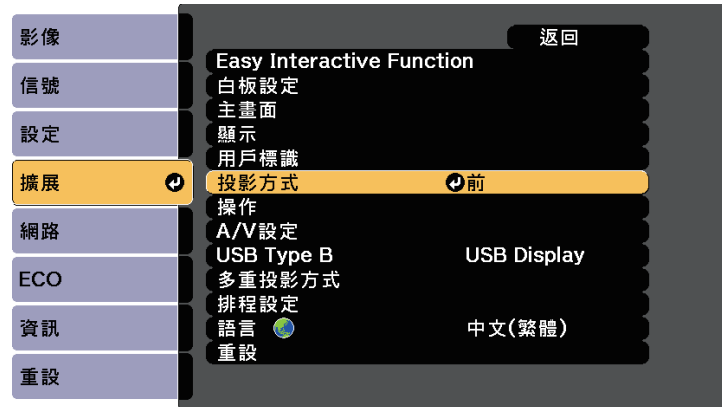 影像
信號
設定
擴展
網路
ECO
資訊
重設
返回
Easy Interactive Function
白板設定
主畫面
顯示
用戶標識
投影方式 前
操作
A/V設定
USB Type B USB Display
多重投影方式
排程設定
語言 中文(繁體)
重設